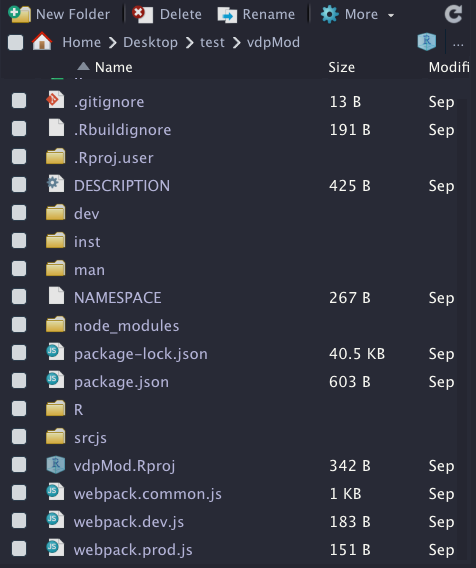 New Folder Delete Rename More
Home Desktop test vdpMod ...
Name Size Modifi
.gitignore 13 B Sep
.Rbuildignore 191 B Sep
.Rproj.user
DESCRIPTION 425 B Sep
dev
inst
man
NAMESPACE 267 B Sep
node_modules
package-lock.json 40.5 KB Sep
package.json 603 B Sep
R
srcjs
vdpMod.Rproj 342 B Sep
webpack.common.js 1 KB Sep
webpack.dev.js 183 B Sep
webpack.prod.js 151 B Sep